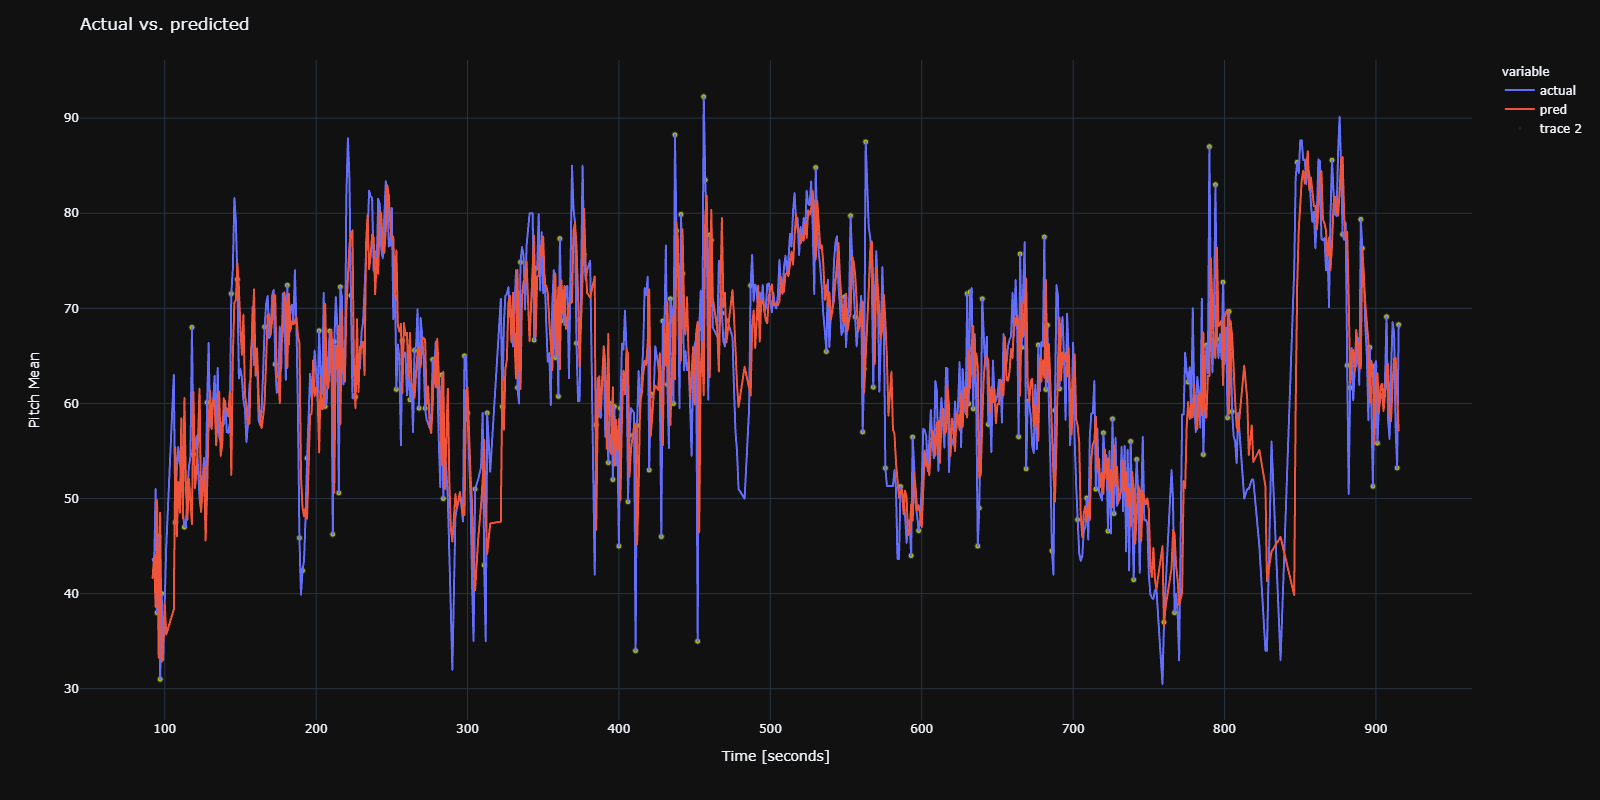 Actual vs. predicted
variable
actual
pred
trace 2
Pitch Mean
90
80
70
60
50
40
30
100 200 300 400 500 600 700 800 900
Time [seconds]